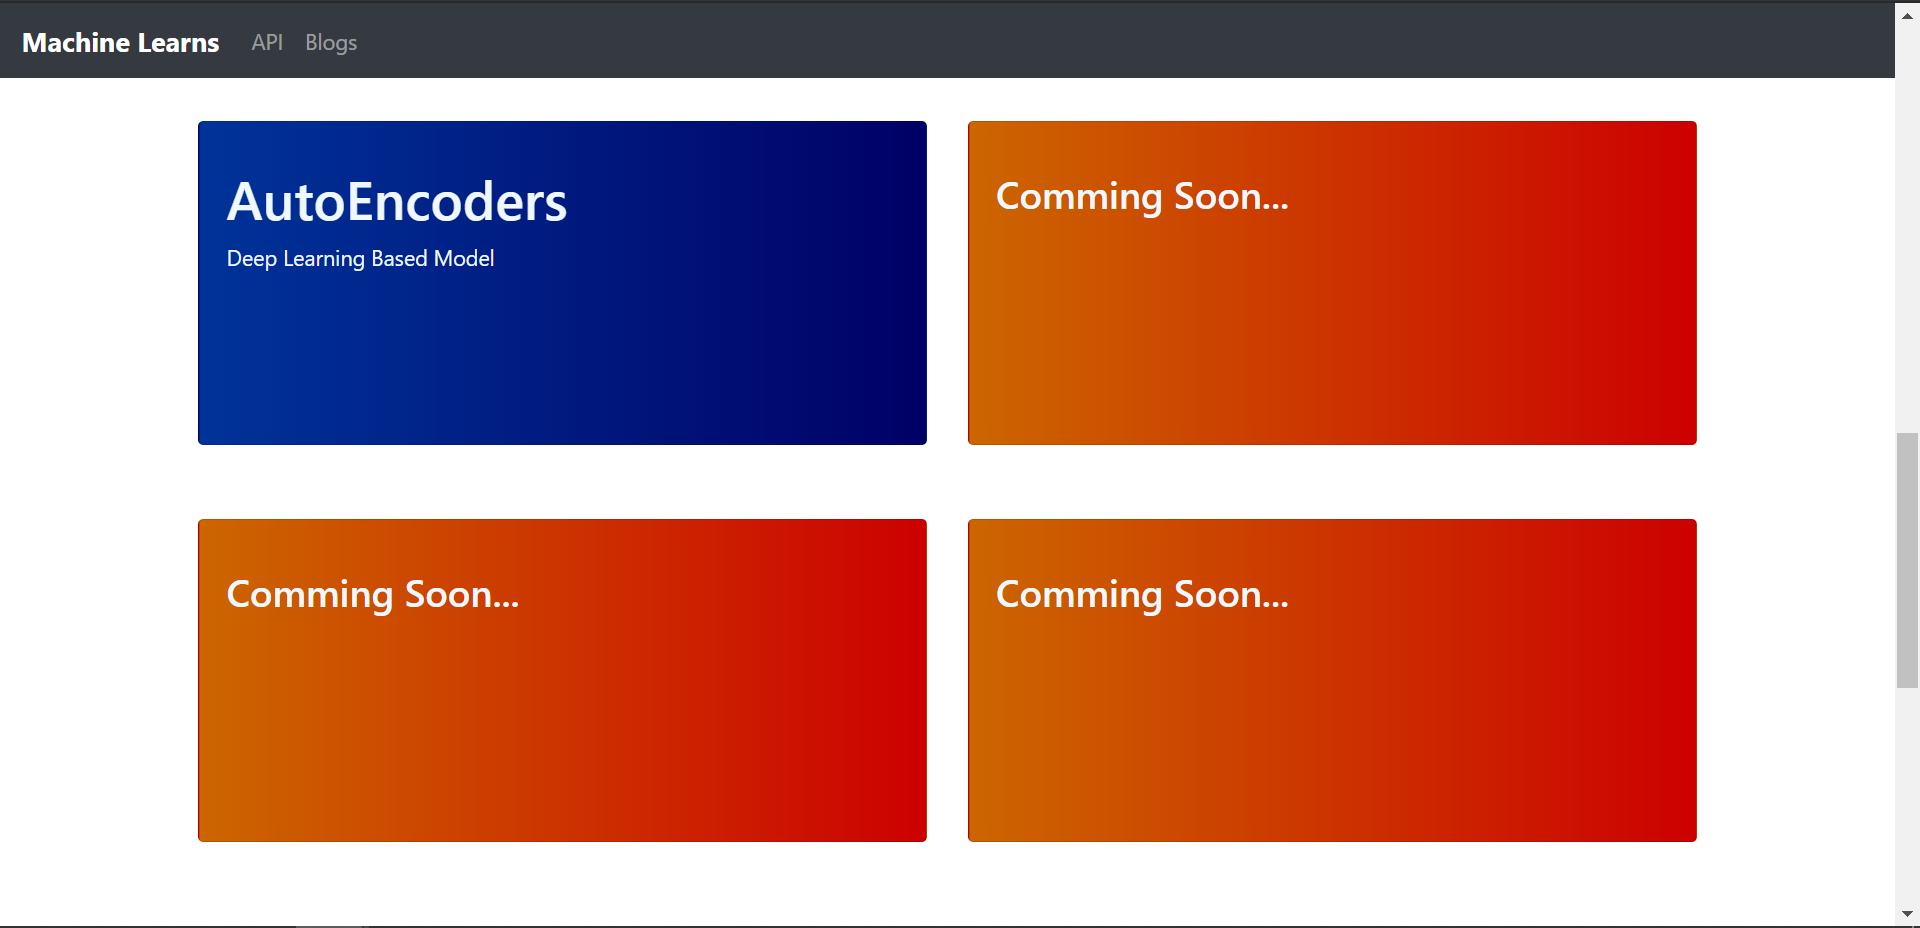 Machine Learns API Blogs
AutoEncoders
Deep Learning Based Model
Comming Soon...
Comming Soon...
Comming Soon...